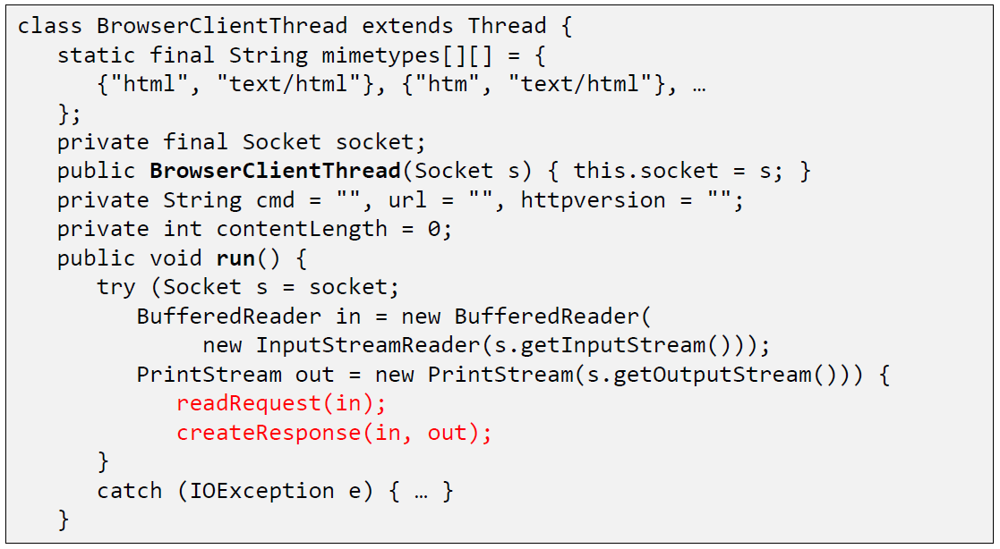 class BrowserClientThread extends Thread {
   static final String mimetypes[][] = {
      {"html", "text/html"}, {"htm", "text/html"}, …
   };
   private final Socket socket;
   public BrowserClientThread(Socket s) { this.socket = s; }
   private String cmd = "", url = "", httpversion = "";
   private int contentLength = 0;
   public void run() {
      try (Socket s = socket;
         BufferedReader in = new BufferedReader(
              new InputStreamReader(s.getInputStream()));
         PrintStream out = new PrintStream(s.getOutputStream())) {
            readRequest(in);
            createResponse(in, out);
      }
      catch (IOException e) { … }
   }